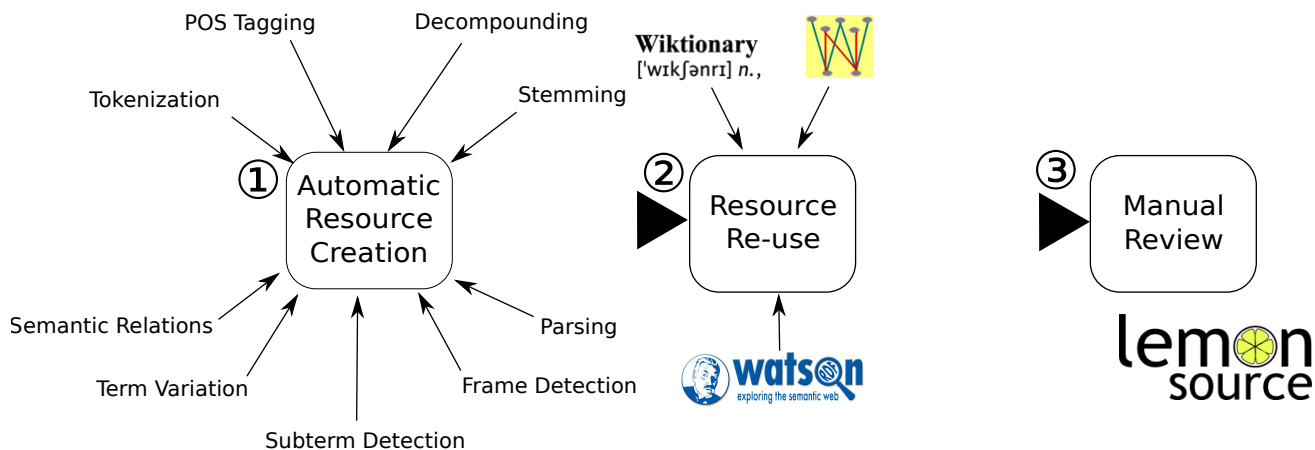 POS Tagging
Decompounding
Tokenization
Stemming
①
Automatic
Resource
Creation
Semantic Relations
Parsing
Term Variation
Frame Detection
Subterm Detection
Wiktionary
['wɪkʃənrɪ] n.,
W
②
Resource
Re-use
watson
exploring the semantic web
③
Manual
Review
lemon
source